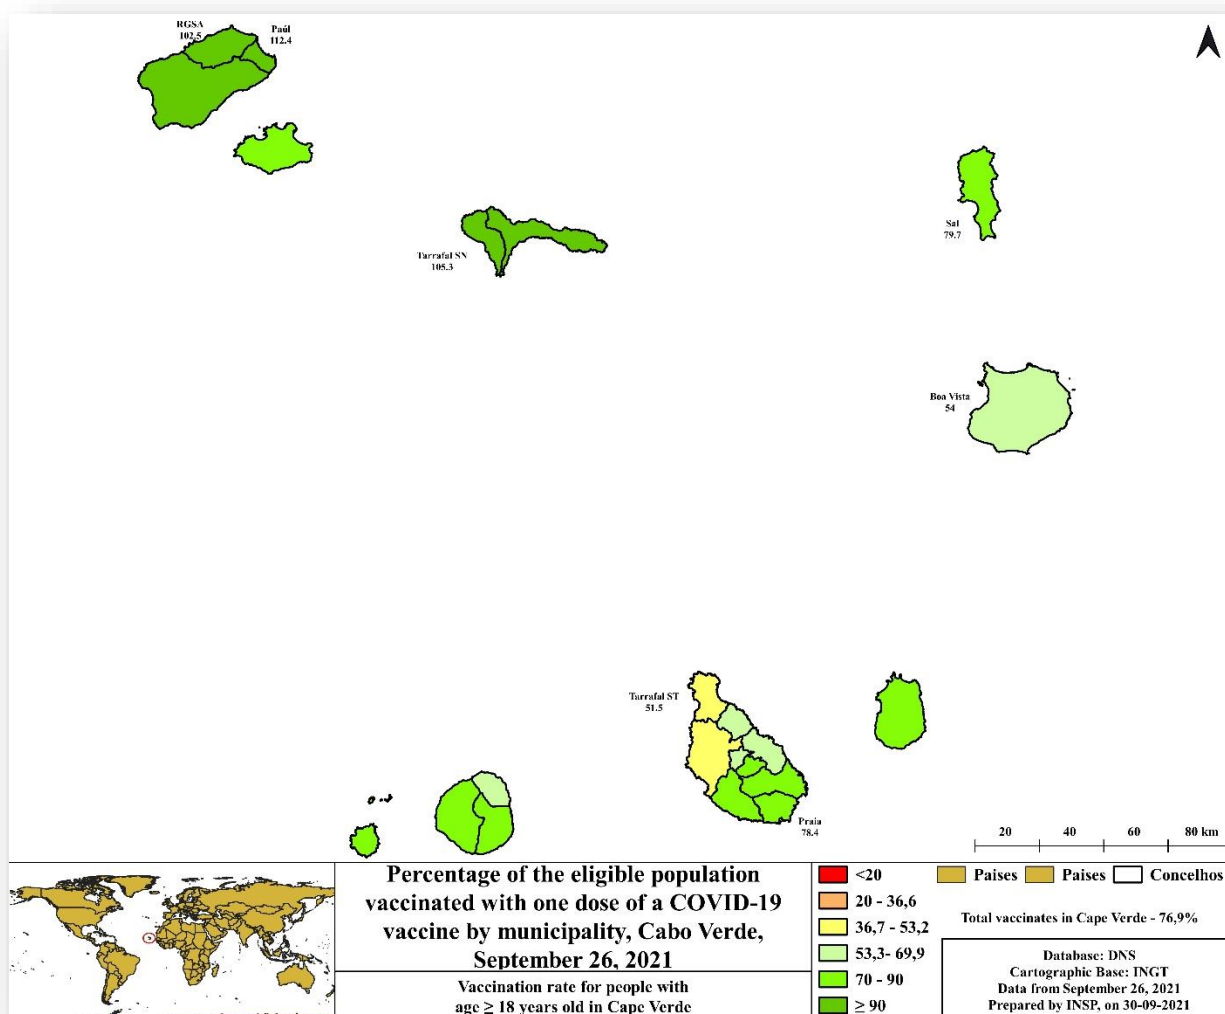 RGSA
102.5
Paúl
112.4
Sal
79.7
Tarrafal SN
105.3
Boa Vista
54
Tarrafal ST
51.5
Praia
78.4
20 40 60 80 km
Percentage of the eligible population
vaccinated with one dose of a COVID-19
vaccine by municipality, Cabo Verde,
September 26, 2021
Vaccination rate for people with
age ≥ 18 years old in Cape Verde
<20
20 - 36,6
36,7 - 53,2
53,3- 69,9
70 - 90
≥ 90
Paises Paises Concelhos
Total vaccinates in Cape Verde - 76,9%
Database: DNS
Cartographic Base: INGT
Data from September 26, 2021
Prepared by INSP, on 30-09-2021